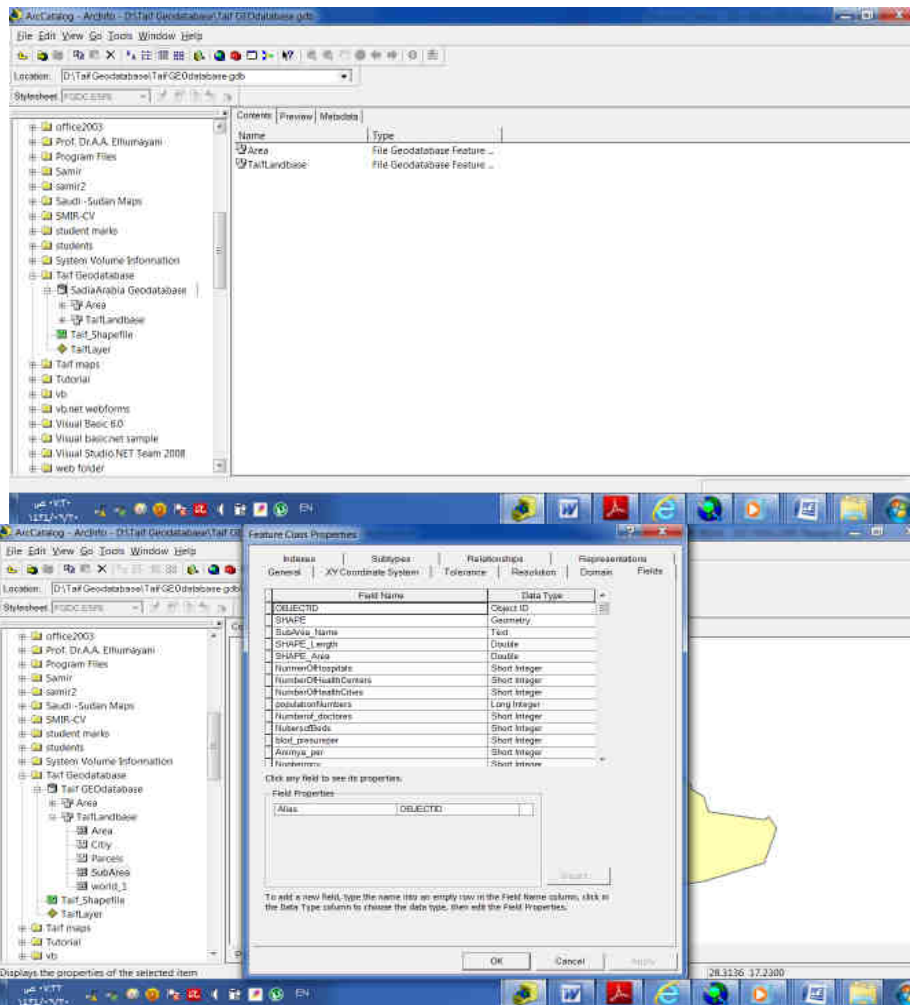 ArcCatalog - ArcInfo - D:\Taif Geodatabase\Taif GEOdatabase.gdb
File Edit View Go Tools Window Help
Location: D:\Taif Geodatabase\Taif GEOdatabase.gdb
Stylesheet: FGDC ESRI
Contents Preview Metadata
Name Type
Area File Geodatabase Feature ...
TaifLandbase File Geodatabase Feature ...
office2003
Prof. Dr.A.A. Elhumayani
Program Files
Samir
samir2
Saudi -Sudan Maps
SMIR-CV
student marks
students
System Volume Information
Taif Geodatabase
SadiaArabia Geodatabase
Area
TaifLandbase
Taif_Shapefile
TaifLayer
Taif maps
Tutorial
vb
vb.net webforms
Visual Basic 6.0
Visual basic.net sample
Visual Studio.NET Team 2008
web folder
EN
ArcCatalog - ArcInfo - D:\Taif Geodatabase\Taif GE
File Edit View Go Tools Window Help
Location: D:\Taif Geodatabase\Taif GEOdatabase.gdb
Stylesheet: FGDC ESRI
office2003
Prof. Dr.A.A. Elhumayani
Program Files
Samir
samir2
Saudi -Sudan Maps
SMIR-CV
student marks
students
System Volume Information
Taif Geodatabase
Taif GEOdatabase
Area
TaifLandbase
Area
Citiy
Parcels
SubArea
world_1
Taif_Shapefile
TaifLayer
Taif maps
Tutorial
vb
Displays the properties of the selected item
Feature Class Properties
Indexes Subtypes Relationships Representations
General XY Coordinate System Tolerance Resolution Domain Fields
Field Name Data Type
OBJECTID Object ID
SHAPE Geometry
SubArea_Name Text
SHAPE_Length Double
SHAPE_Area Double
NunmerOfHospitals Short Integer
NumberOfHealthCenters Short Integer
NumberOfHealthCities Short Integer
populationNumbers Long Integer
Numberof_doctores Short Integer
NubersofBeds Short Integer
blod_presureper Short Integer
Short Integer
Short Integer
Click any field to see its properties.
Field Properties
Alias OBJECTID
Import...
To add a new field, type the name into an empty row in the Field Name column, click in
the Data Type column to choose the data type, then edit the Field Properties.
OK Cancel Apply
28.3136 17.2300
EN